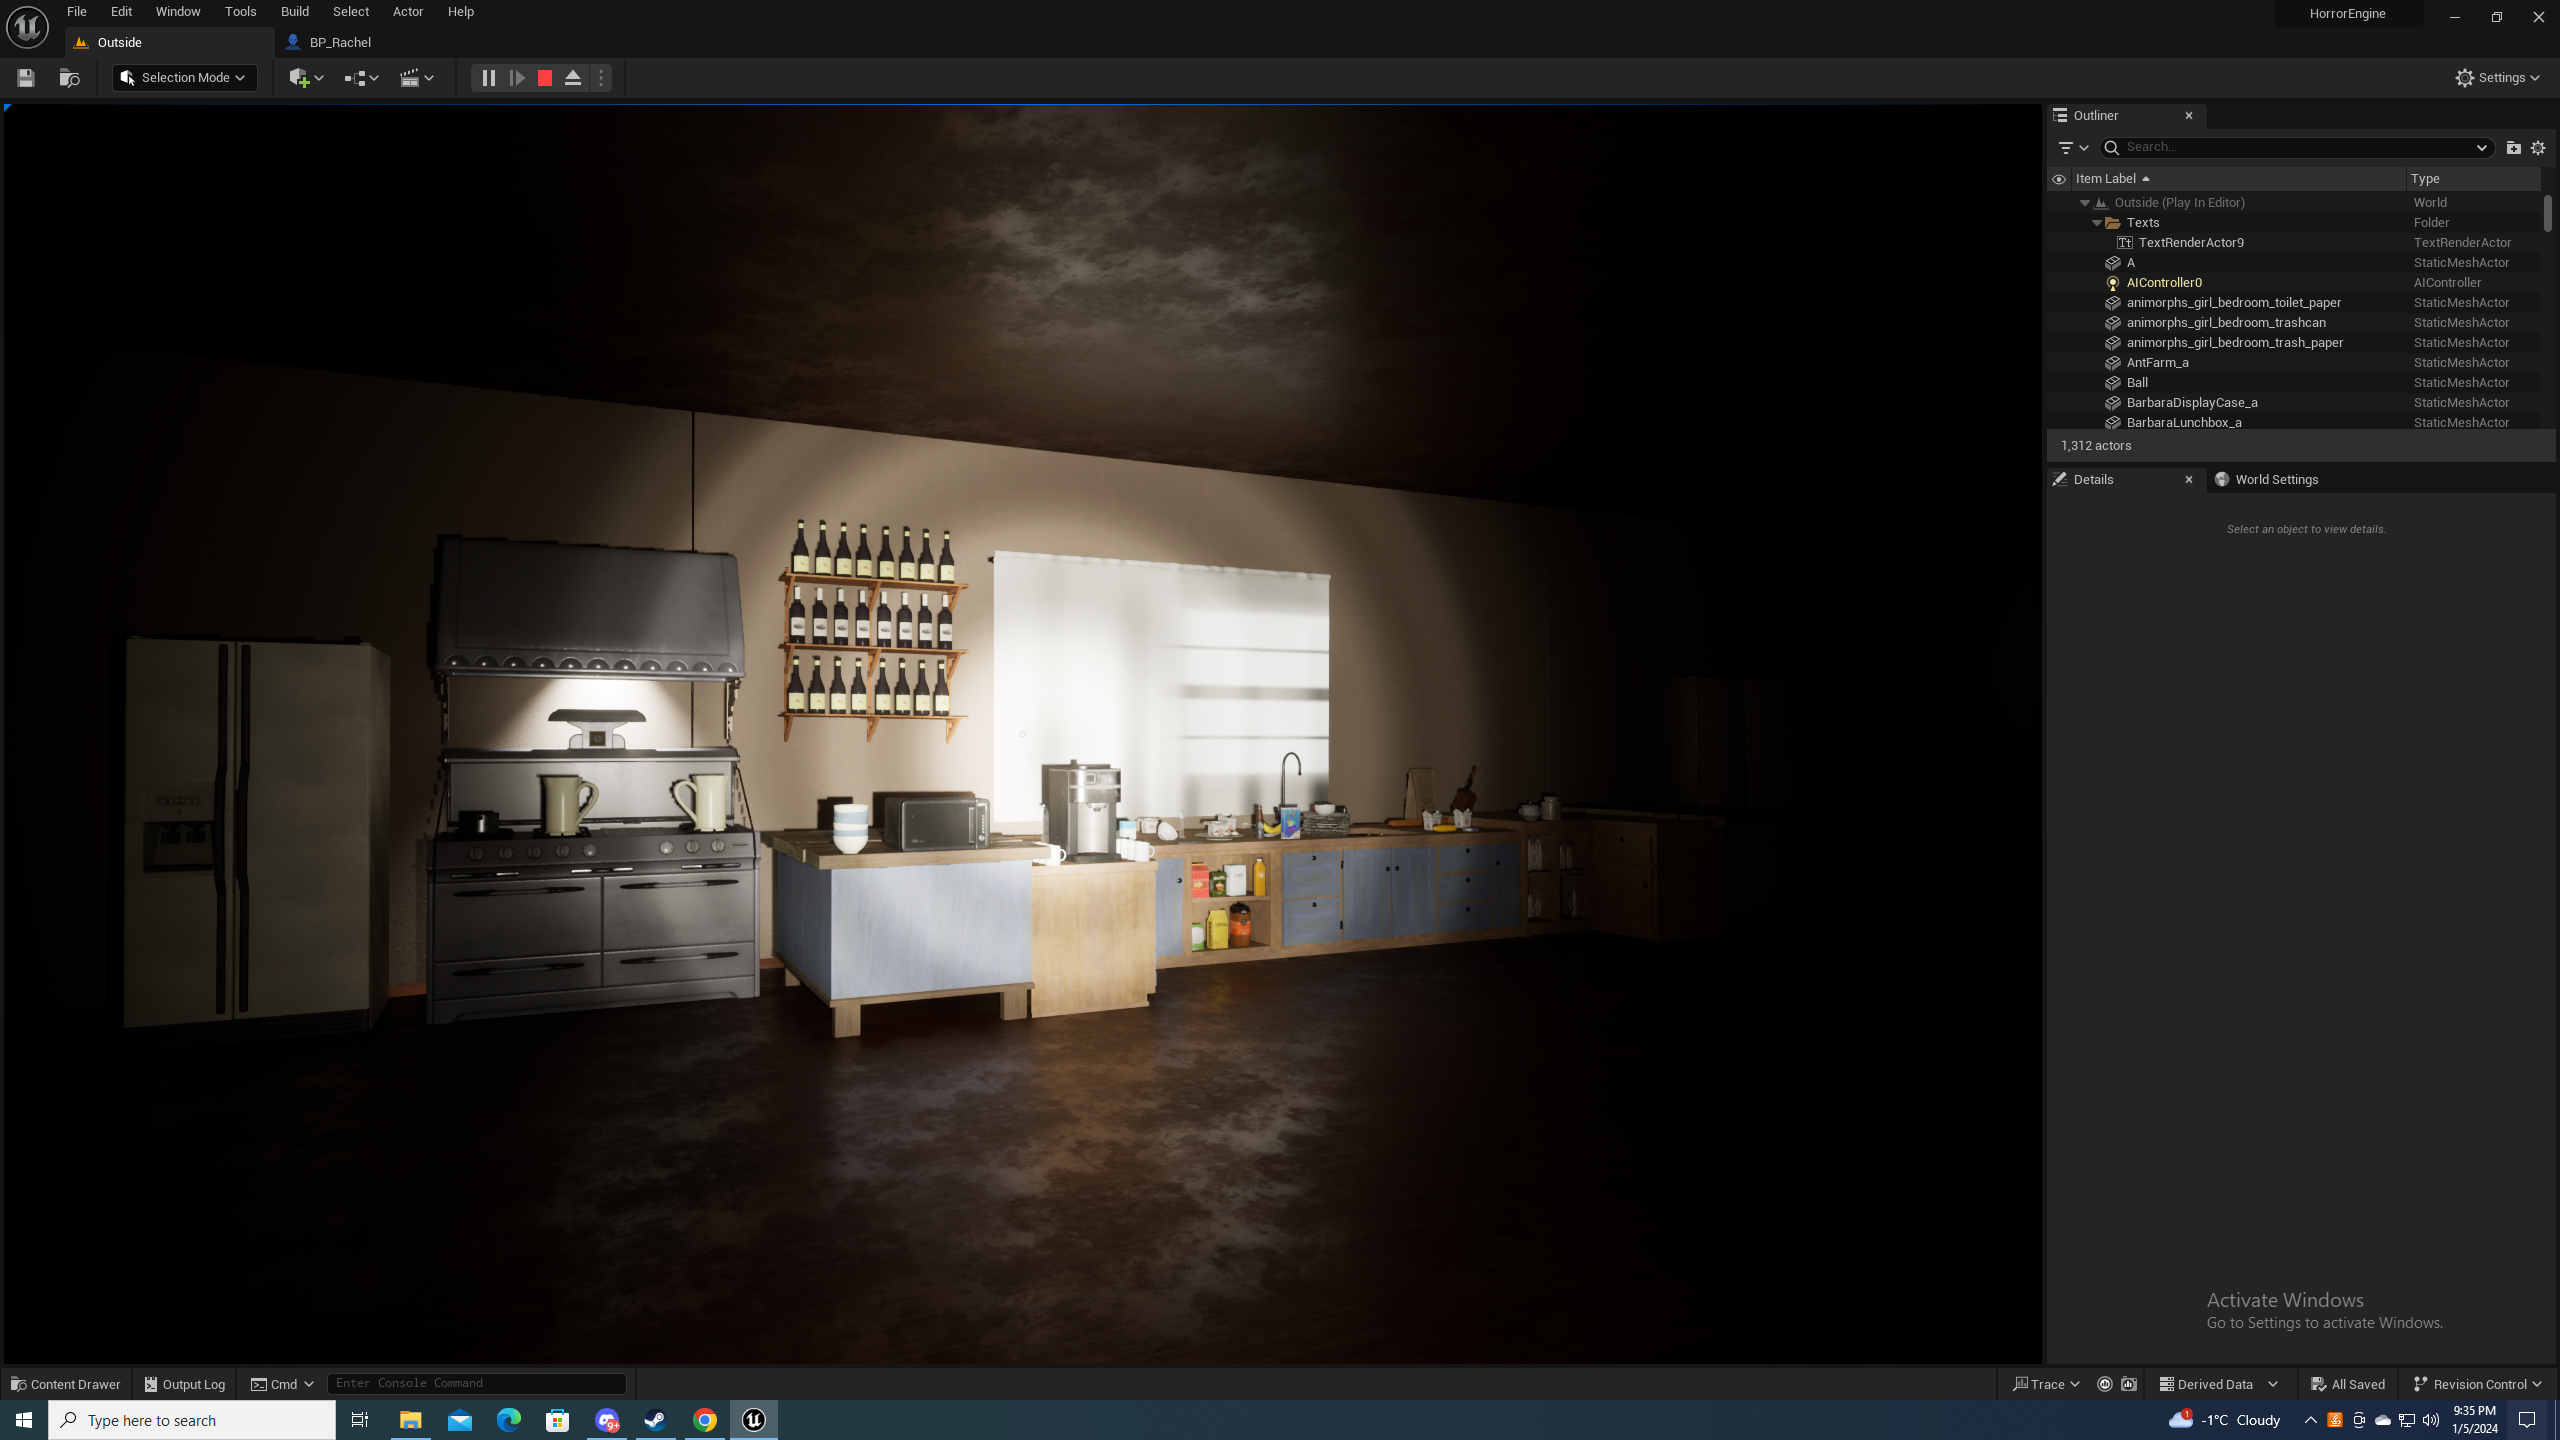 File Edit Window Tools Build Select Actor Help
HorrorEngine
Outside
BP_Rachel
Selection Mode
Settings
Outliner
Search...
Item Label Type
Outside (Play In Editor) World
Texts Folder
TextRenderActor9 TextRenderActor
A StaticMeshActor
AIController0 AIController
animorphs_girl_bedroom_toilet_paper StaticMeshActor
animorphs_girl_bedroom_trashcan StaticMeshActor
animorphs_girl_bedroom_trash_paper StaticMeshActor
AntFarm_a StaticMeshActor
Ball StaticMeshActor
BarbaraDisplayCase_a StaticMeshActor
BarbaraLunchbox_a StaticMeshActor
1,312 actors
Details World Settings
Select an object to view details.
Activate Windows
Go to Settings to activate Windows.
Content Drawer Output Log Cmd Enter Console Command Trace Derived Data All Saved Revision Control
Type here to search
9+
1
-1°C Cloudy
9:35 PM
1/5/2024